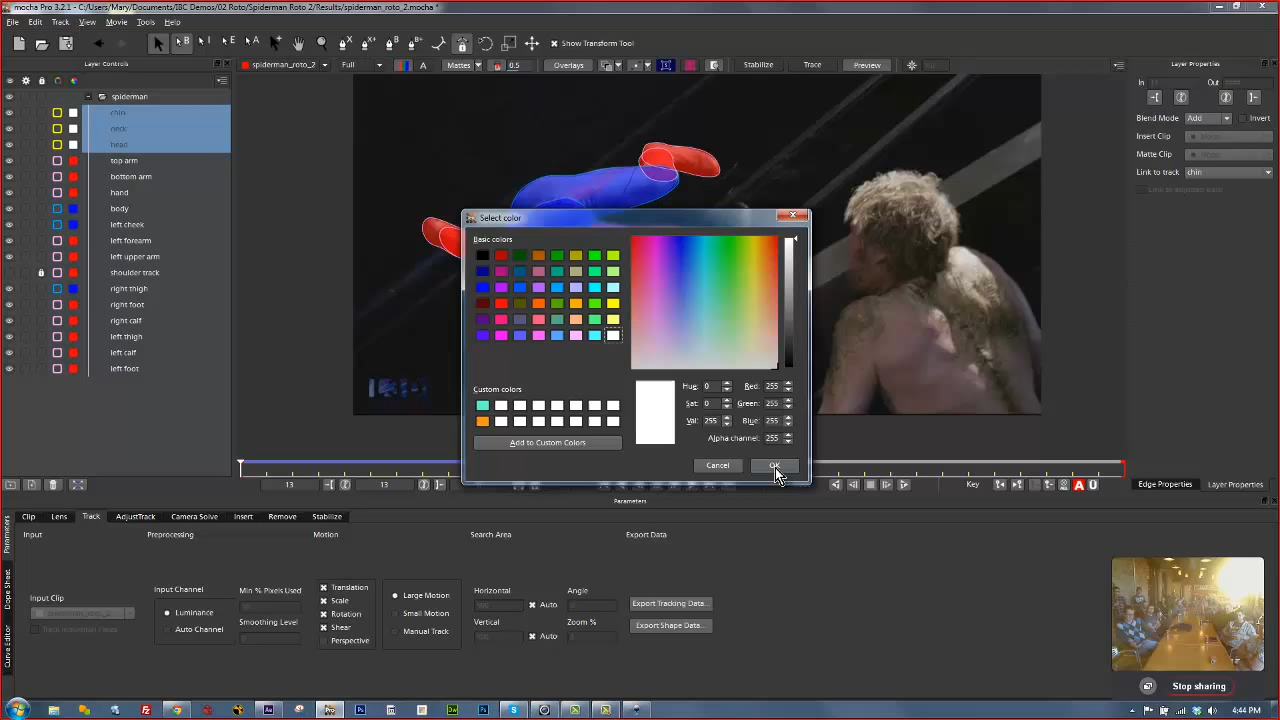 mocha Pro 3.2.1 - C:/Users/Mary/Documents/IBC Demos/02 Roto/Spiderman Roto 2/Results/spiderman_roto_2.mocha *
File Edit Track View Movie Tools Help
Show Transform Tool
Layer Controls
spiderman_roto_2 Full A Mattes 0.5 Overlays Stabilize Trace Preview
Layer Properties
In Out
Blend Mode Add Invert
Insert Clip
Matte Clip
Link to track chin
spiderman
chin
neck
head
top arm
bottom arm
hand
body
left cheek
left forearm
left upper arm
shoulder track
right thigh
right foot
right calf
left thigh
left calf
left foot
Select color
Basic colors
Custom colors
Add to Custom Colors
Hue: 0 Red: 255
Sat: 0 Green: 255
Val: 255 Blue: 255
Alpha channel: 255
Cancel OK
13 13
Key A U
Edge Properties Layer Properties
Parameters
Clip Lens Track AdjustTrack Camera Solve Insert Remove Stabilize
Input Preprocessing Motion Search Area Export Data
Input Clip
spiderman_roto_2
Input Channel
Luminance
Auto Channel
Min % Pixels Used
Smoothing Level
Translation
Scale
Rotation
Shear
Perspective
Large Motion
Small Motion
Manual Track
Horizontal Angle
Auto
Vertical Zoom %
Auto
Export Tracking Data...
Export Shape Data...
Parameters
Dope Sheet
Curve Editor
Stop sharing
4:44 PM